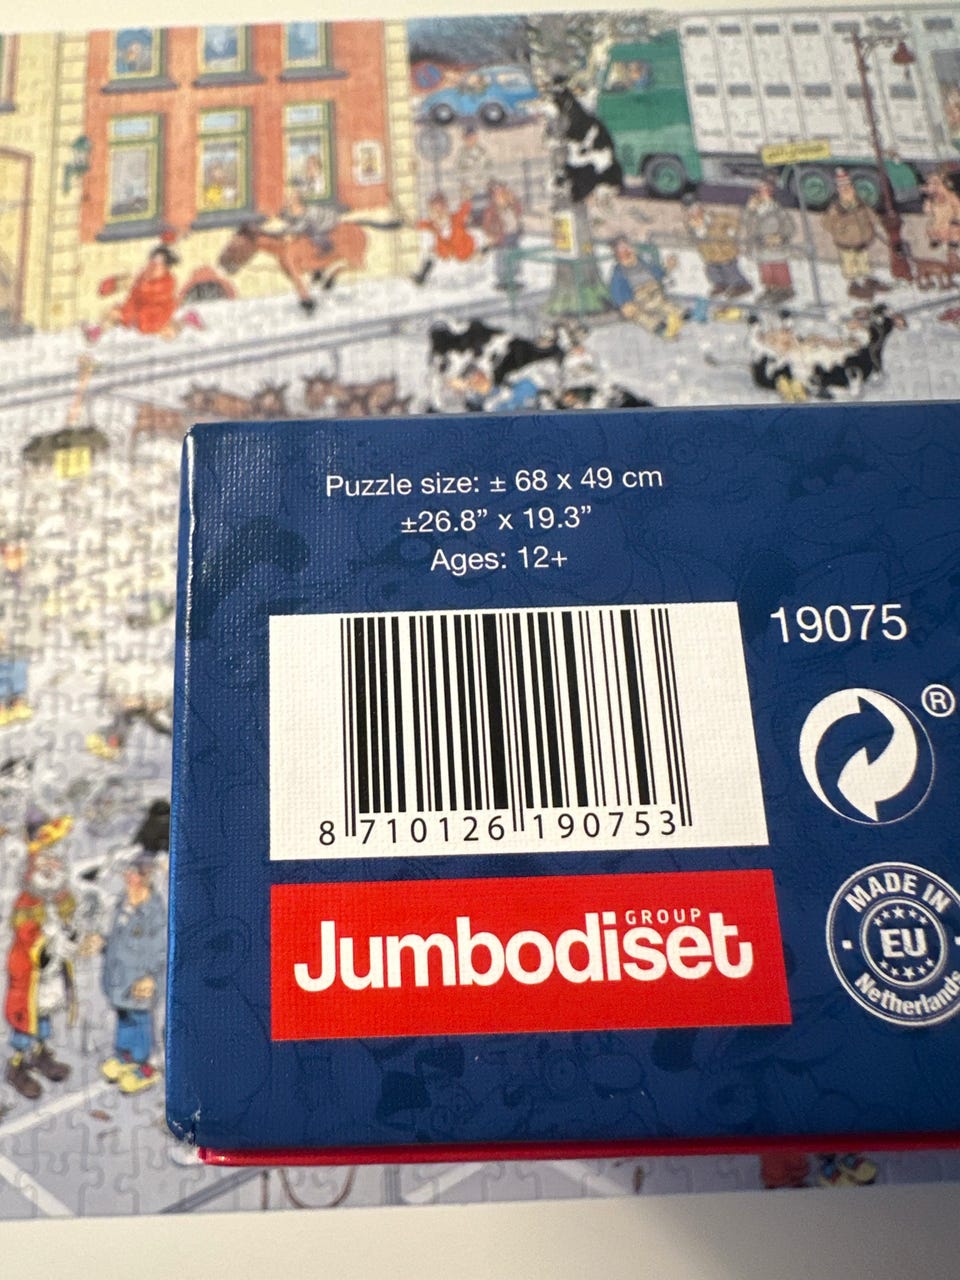 Puzzle size: ± 68 x 49 cm
±26.8” x 19.3”
Ages: 12+
19075
®
8 710126 190753
GROUP
Jumbodiset
MADE IN
EU
Netherlands